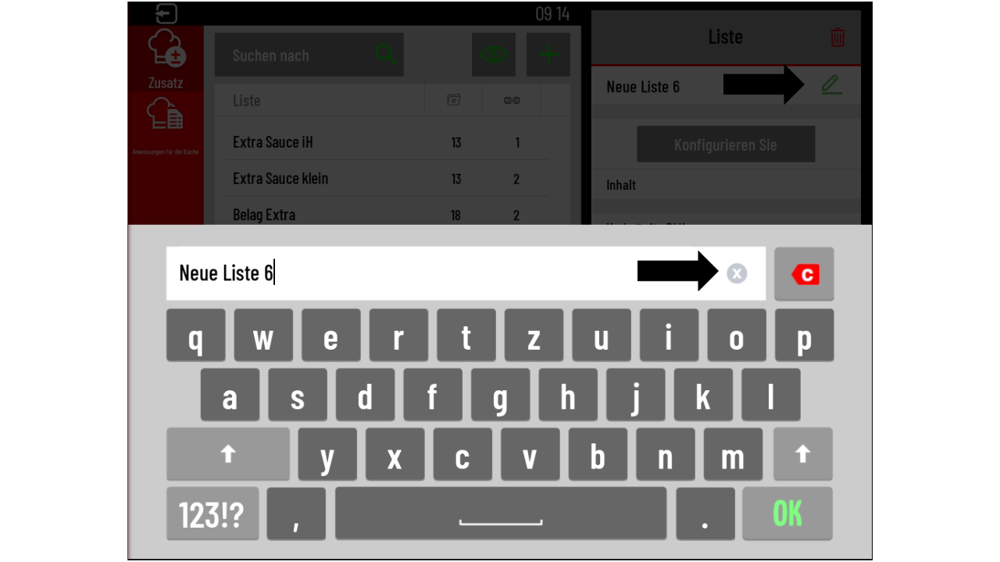 09 14
Zusatz
Anweisungen für die Küche
Suchen nach
Liste
Extra Sauce iH 13 1
Extra Sauce klein 13 2
Belag Extra 18 2
Liste
Neue Liste 6
Konfigurieren Sie
Inhalt
Neue Liste 6
C
q w e r t z u i o p
a s d f g h j k l
y x c v b n m
123!? , . OK